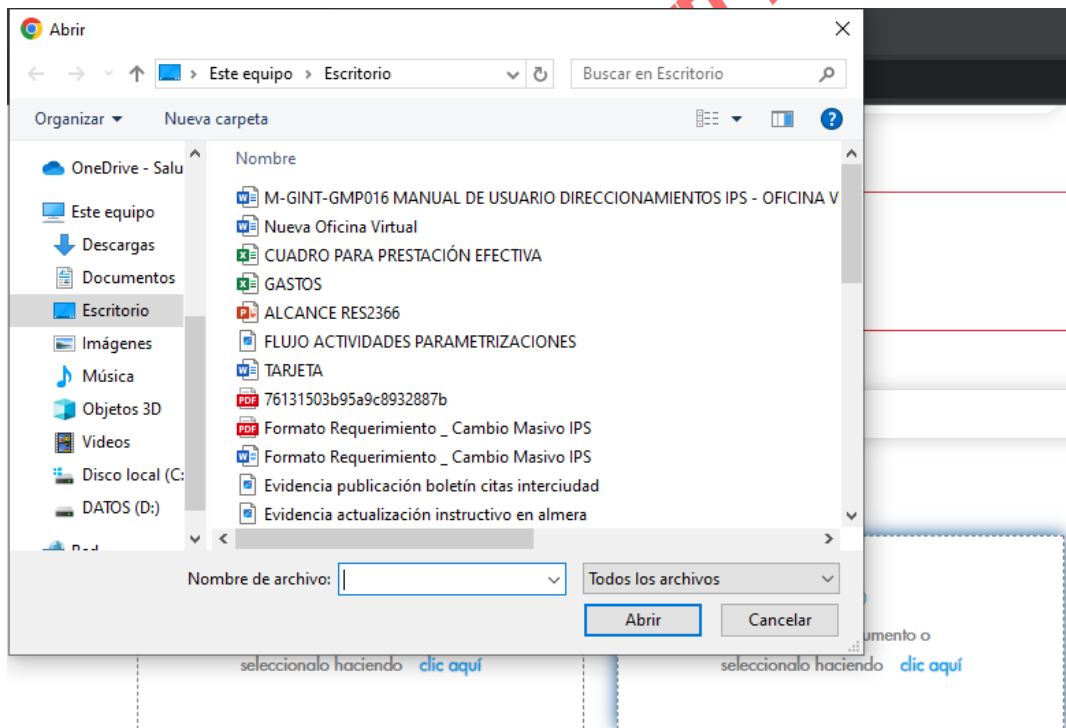 Abrir
Este equipo > Escritorio
Buscar en Escritorio
Organizar
Nueva carpeta
OneDrive - Salu
Este equipo
Descargas
Documentos
Escritorio
Imágenes
Música
Objetos 3D
Videos
Disco local (C:
DATOS (D:)
Nombre
M-GINT-GMP016 MANUAL DE USUARIO DIRECCIONAMIENTOS IPS - OFICINA V
Nueva Oficina Virtual
CUADRO PARA PRESTACIÓN EFECTIVA
GASTOS
ALCANCE RES2366
FLUJO ACTIVIDADES PARAMETRIZACIONES
TARJETA
76131503b95a9c8932887b
Formato Requerimiento _ Cambio Masivo IPS
Formato Requerimiento _ Cambio Masivo IPS
Evidencia publicación boletín citas interciudad
Evidencia actualización instructivo en almera
Nombre de archivo:
Todos los archivos
Abrir
Cancelar
umento o
seleccionalo haciendo clic aquí
seleccionalo haciendo clic aquí